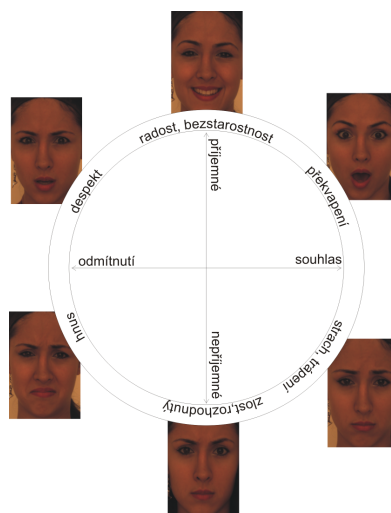 radost, bezstarostnost
despekt
příjemné
překvapení
odmítnutí
souhlas
hnus
nepříjemné
strach, trápení
zlost,rozhodnutý